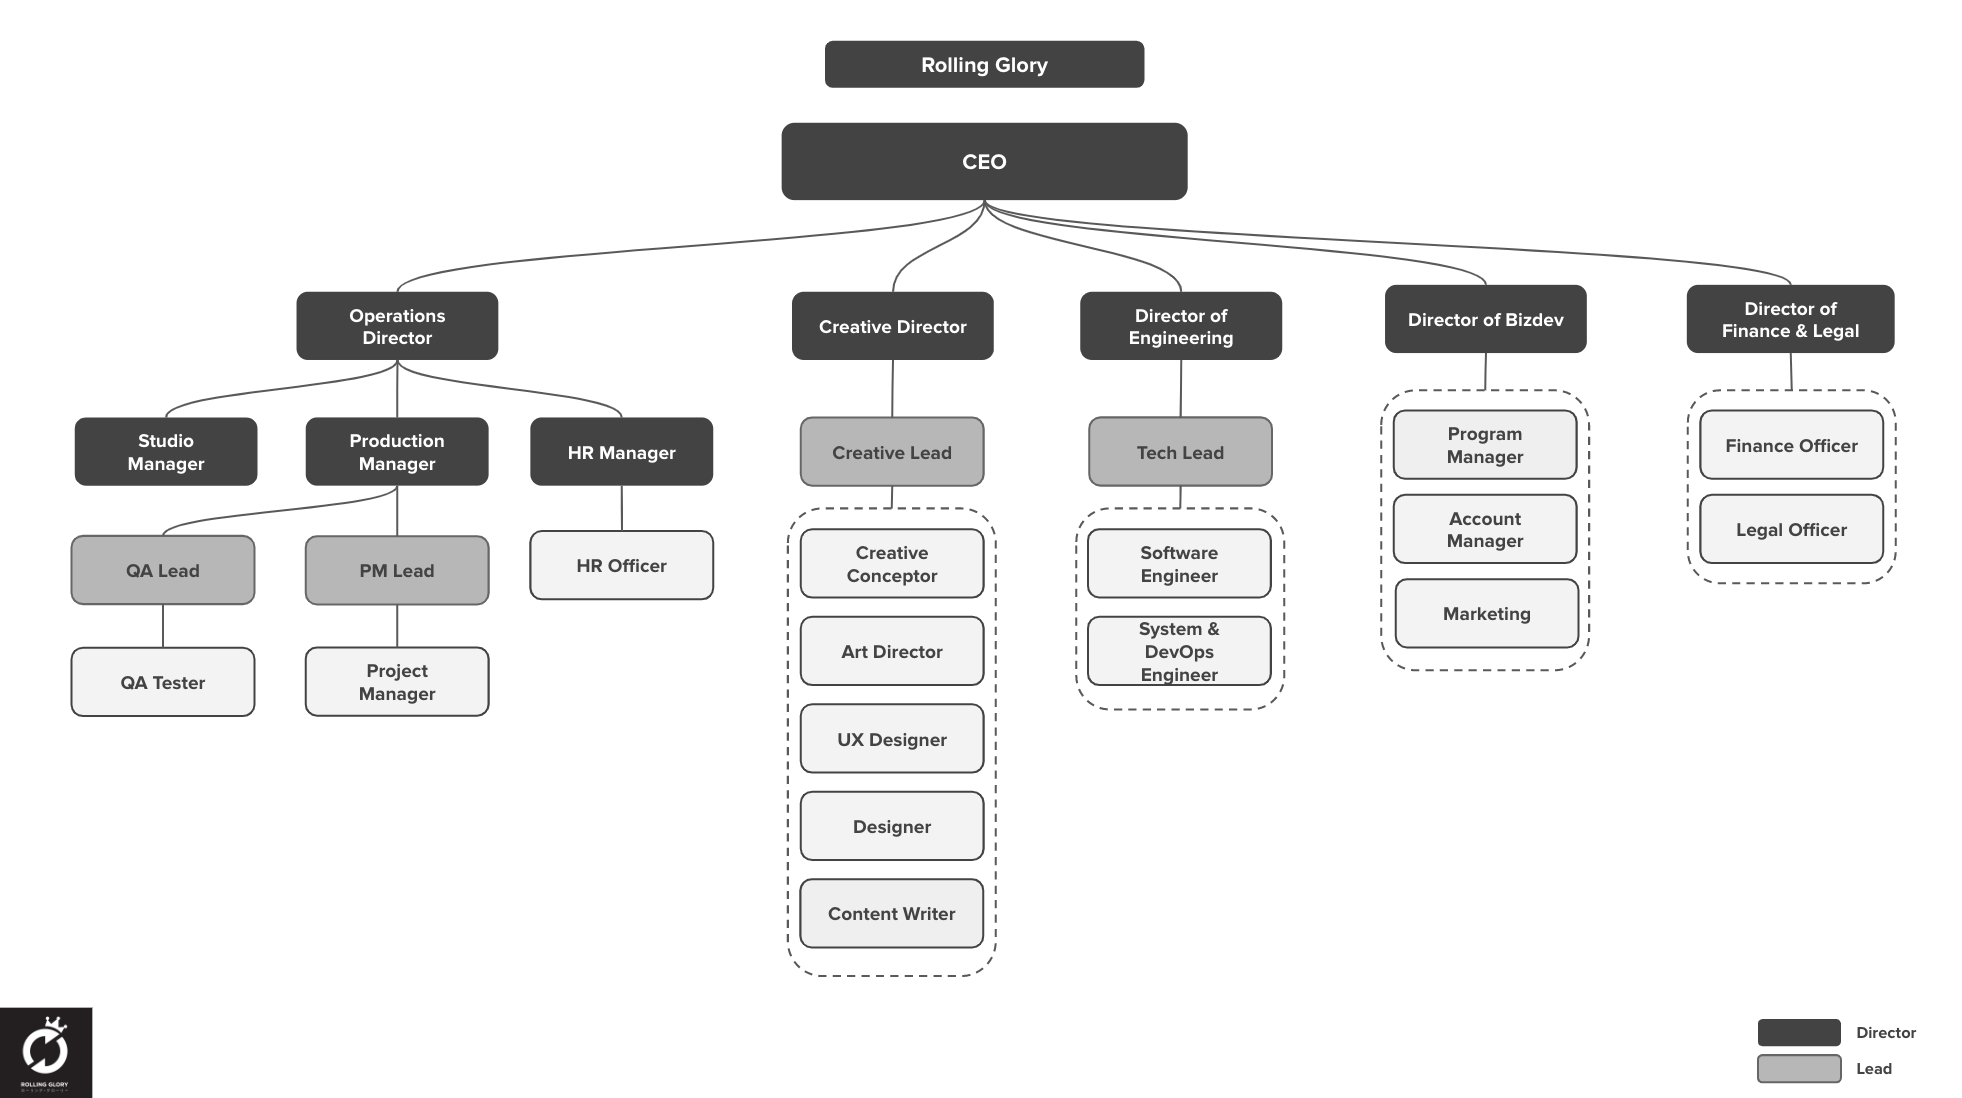 Rolling Glory
CEO
Operations
Director
Creative Director
Director of
Engineering
Director of Bizdev
Director of
Finance & Legal
Studio
Manager
Production
Manager
HR Manager
Creative Lead
Tech Lead
Program
Manager
Account
Manager
Marketing
Finance Officer
Legal Officer
QA Lead
PM Lead
HR Officer
QA Tester
Project
Manager
Creative
Conceptor
Art Director
UX Designer
Designer
Content Writer
Software
Engineer
System &
DevOps
Engineer
ROLLING GLORY
Director
Lead